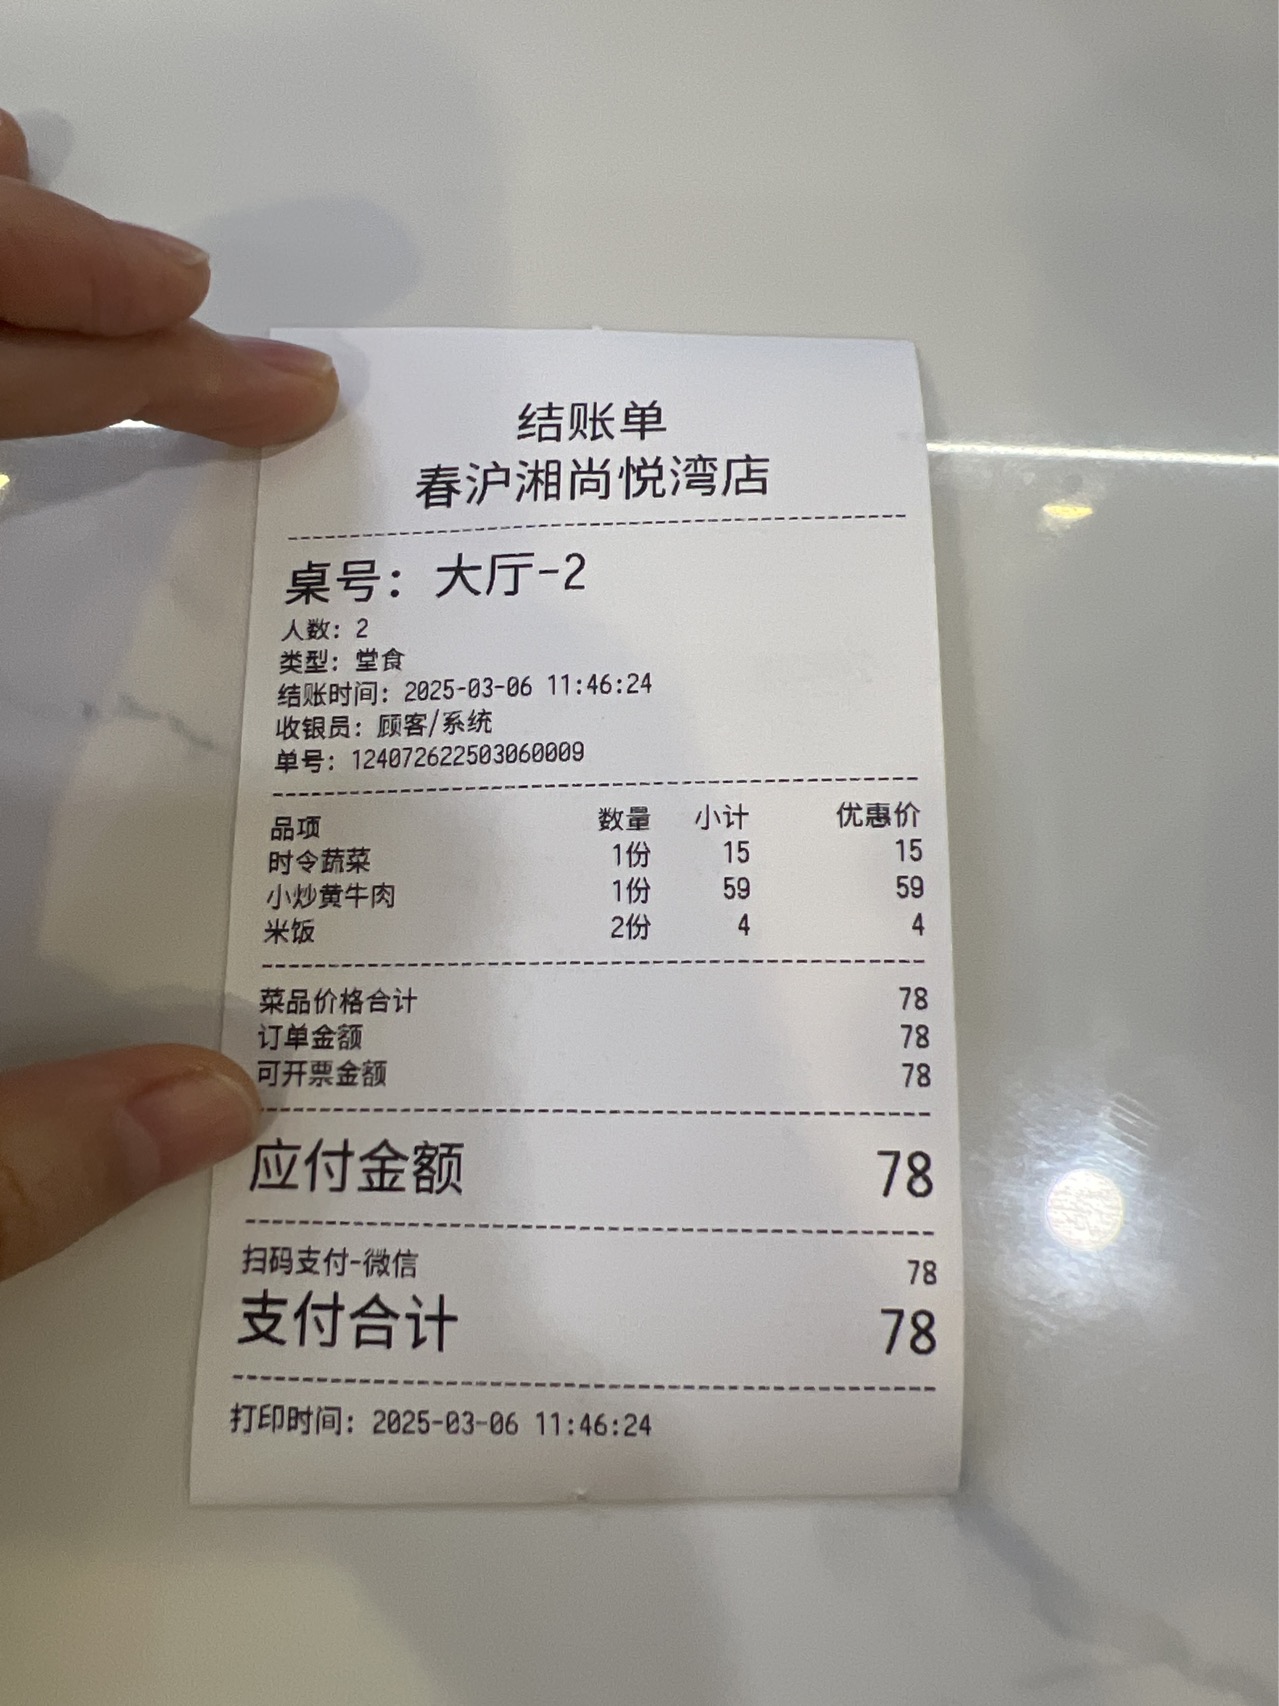 结账单
春沪湘尚悦湾店
桌号：大厅-2
人数：2
类型：堂食
结账时间：2025-03-06 11:46:24
收银员：顾客/系统
单号：124072622503060009
品项 数量 小计 优惠价
时令蔬菜 1份 15 15
小炒黄牛肉 1份 59 59
米饭 2份 4 4
菜品价格合计 78
订单金额 78
可开票金额 78
应付金额 78
扫码支付-微信 78
支付合计 78
打印时间：2025-03-06 11:46:24